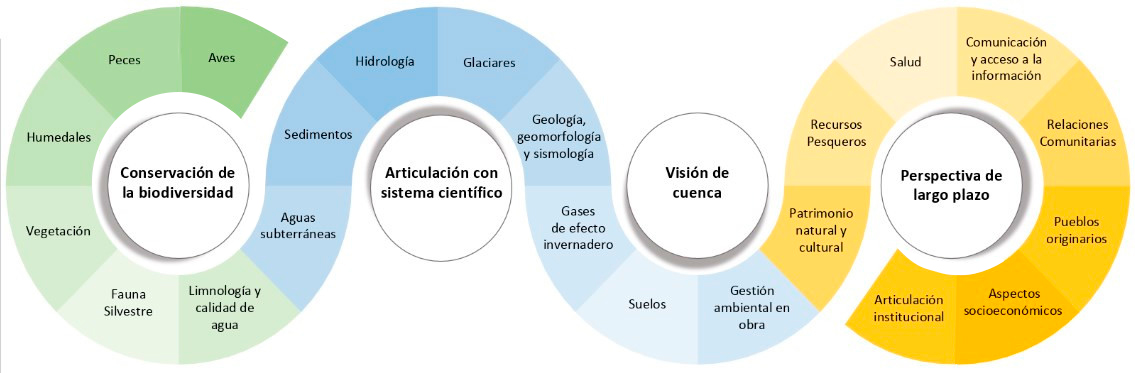 Aves
Peces
Humedales
Vegetación
Fauna
Silvestre
Limnología y
calidad de
agua
Conservación de
la biodiversidad
Aguas
subterráneas
Sedimentos
Hidrología
Glaciares
Geología,
geomorfología
y sismología
Articulación con
sistema científico
Gases
de efecto
invernadero
Suelos
Gestión
ambiental en
obra
Visión de
cuenca
Patrimonio
natural y
cultural
Recursos
Pesqueros
Salud
Comunicación
y acceso a la
información
Relaciones
Comunitarias
Pueblos
originarios
Aspectos
socioeconómicos
Articulación
institucional
Perspectiva de
largo plazo